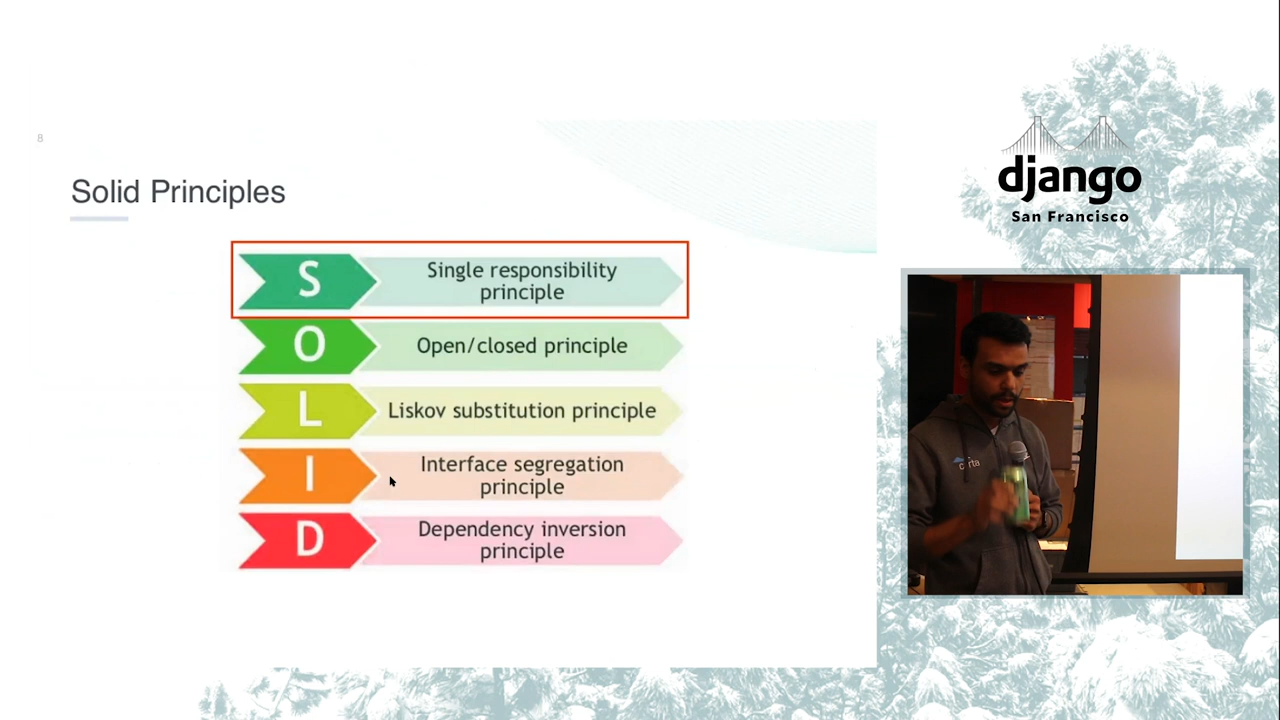 8
Solid Principles
S
Single responsibility
principle
O
Open/closed principle
L
Liskov substitution principle
I
Interface segregation
principle
D
Dependency inversion
principle
django
San Francisco
carta